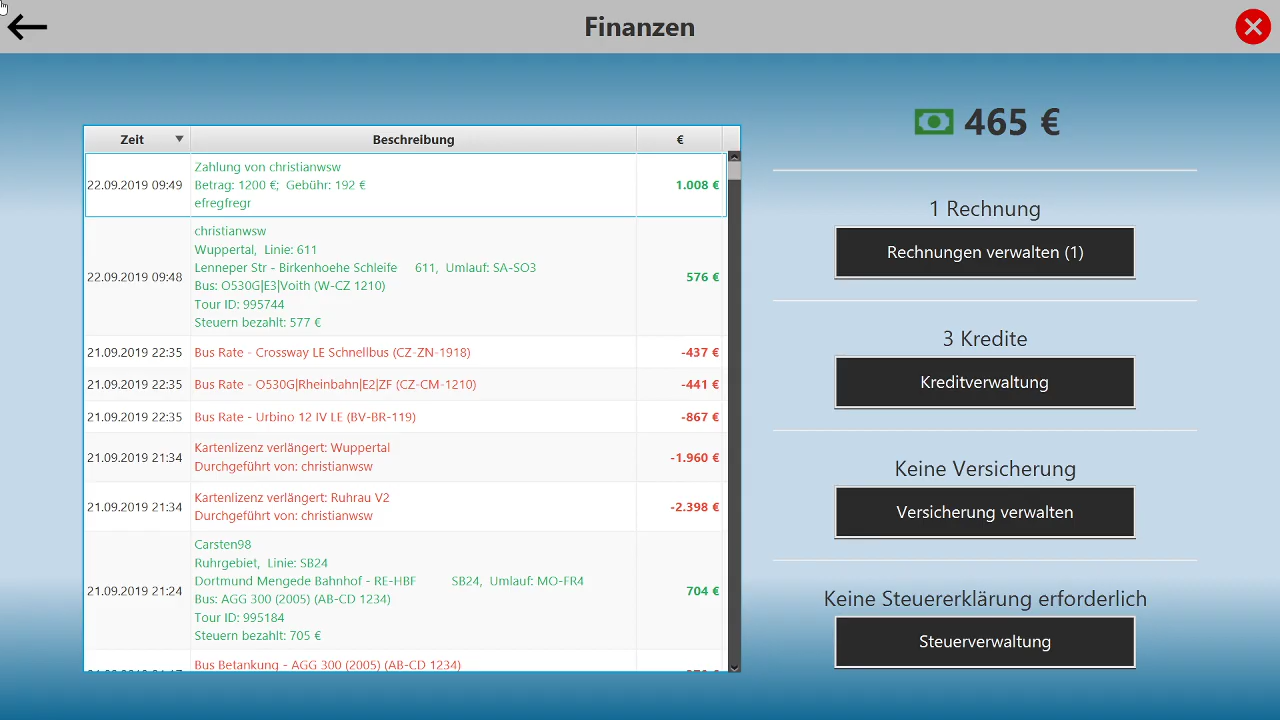 Finanzen
465 €
Zeit Beschreibung €
22.09.2019 09:49
Zahlung von christianwsw
Betrag: 1200 €; Gebühr: 192 €
efregfregr
1.008 €
22.09.2019 09:48
christianwsw
Wuppertal, Linie: 611
Lenneper Str - Birkenhoehe Schleife 611, Umlauf: SA-SO3
Bus: O530G|E3|Voith (W-CZ 1210)
Tour ID: 995744
Steuern bezahlt: 577 €
576 €
21.09.2019 22:35 Bus Rate - Crossway LE Schnellbus (CZ-ZN-1918) -437 €
21.09.2019 22:35 Bus Rate - O530G|Rheinbahn|E2|ZF (CZ-CM-1210) -441 €
21.09.2019 22:35 Bus Rate - Urbino 12 IV LE (BV-BR-119) -867 €
21.09.2019 21:34
Kartenlizenz verlängert: Wuppertal
Durchgeführt von: christianwsw
-1.960 €
21.09.2019 21:34
Kartenlizenz verlängert: Ruhrau V2
Durchgeführt von: christianwsw
-2.398 €
21.09.2019 21:24
Carsten98
Ruhrgebiet, Linie: SB24
Dortmund Mengede Bahnhof - RE-HBF SB24, Umlauf: MO-FR4
Bus: AGG 300 (2005) (AB-CD 1234)
Tour ID: 995184
Steuern bezahlt: 705 €
704 €
Bus Betankung - AGG 300 (2005) (AB-CD 1234)
1 Rechnung
Rechnungen verwalten (1)
3 Kredite
Kreditverwaltung
Keine Versicherung
Versicherung verwalten
Keine Steuererklärung erforderlich
Steuerverwaltung